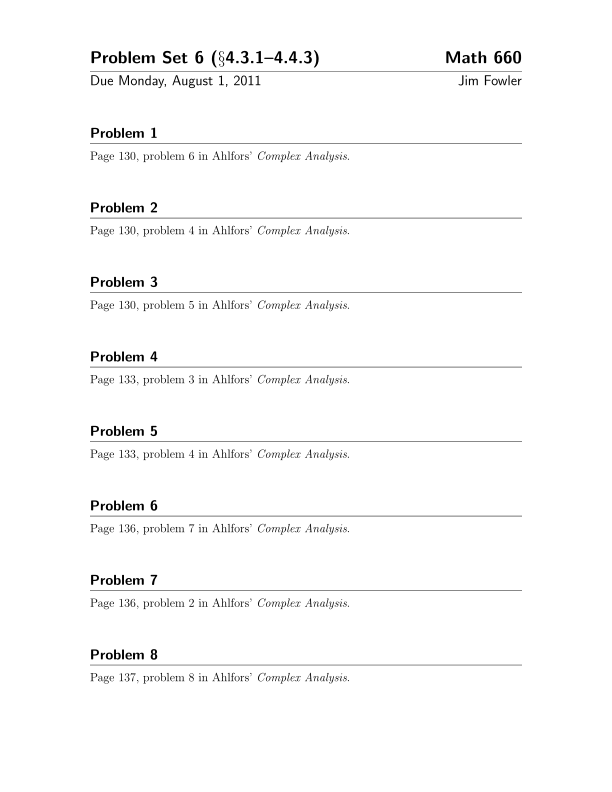 Problem Set 6 (§4.3.1–4.4.3) Math 660
Due Monday, August 1, 2011 Jim Fowler
Problem 1
Page 130, problem 6 in Ahlfors' Complex Analysis.
Problem 2
Page 130, problem 4 in Ahlfors' Complex Analysis.
Problem 3
Page 130, problem 5 in Ahlfors' Complex Analysis.
Problem 4
Page 133, problem 3 in Ahlfors' Complex Analysis.
Problem 5
Page 133, problem 4 in Ahlfors' Complex Analysis.
Problem 6
Page 136, problem 7 in Ahlfors' Complex Analysis.
Problem 7
Page 136, problem 2 in Ahlfors' Complex Analysis.
Problem 8
Page 137, problem 8 in Ahlfors' Complex Analysis.